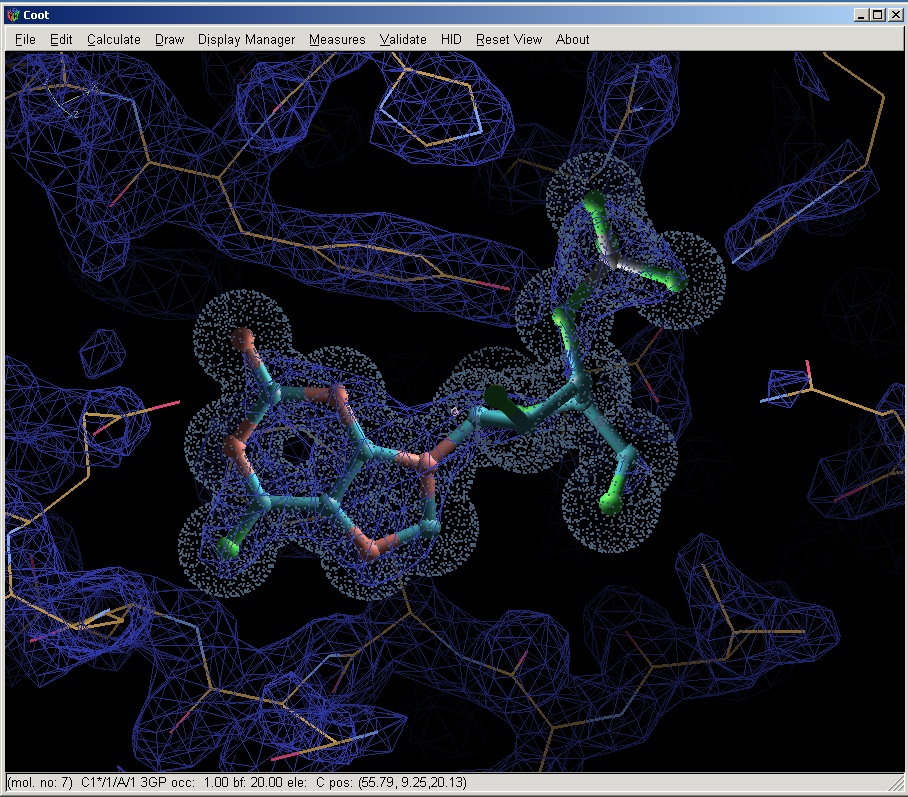 Coot
File Edit Calculate Draw Display Manager Measures Validate HID Reset View About
(mol. no: 7) C1*/1/A/1 3GP occ: 1.00 bf: 20.00 ele: C pos: (55.79, 9.25,20.13)